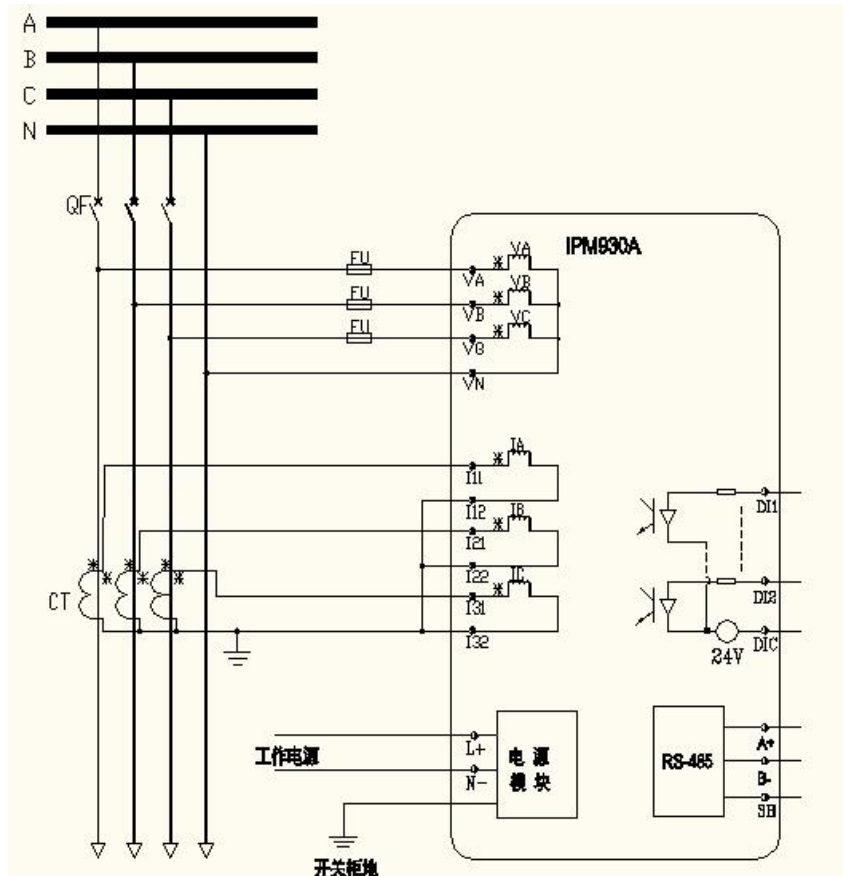 A
B
C
N
QF
IPM930A
FU
VA
VA
FU
VB
VB
FU
VC
VC
VN
IA
I11
I12
IB
I21
I22
IC
I31
I32
CT
DI1
DI2
24V
DIC
工作电源
L+
N-
电源
模块
RS-485
A+
B-
SH
开关柜地